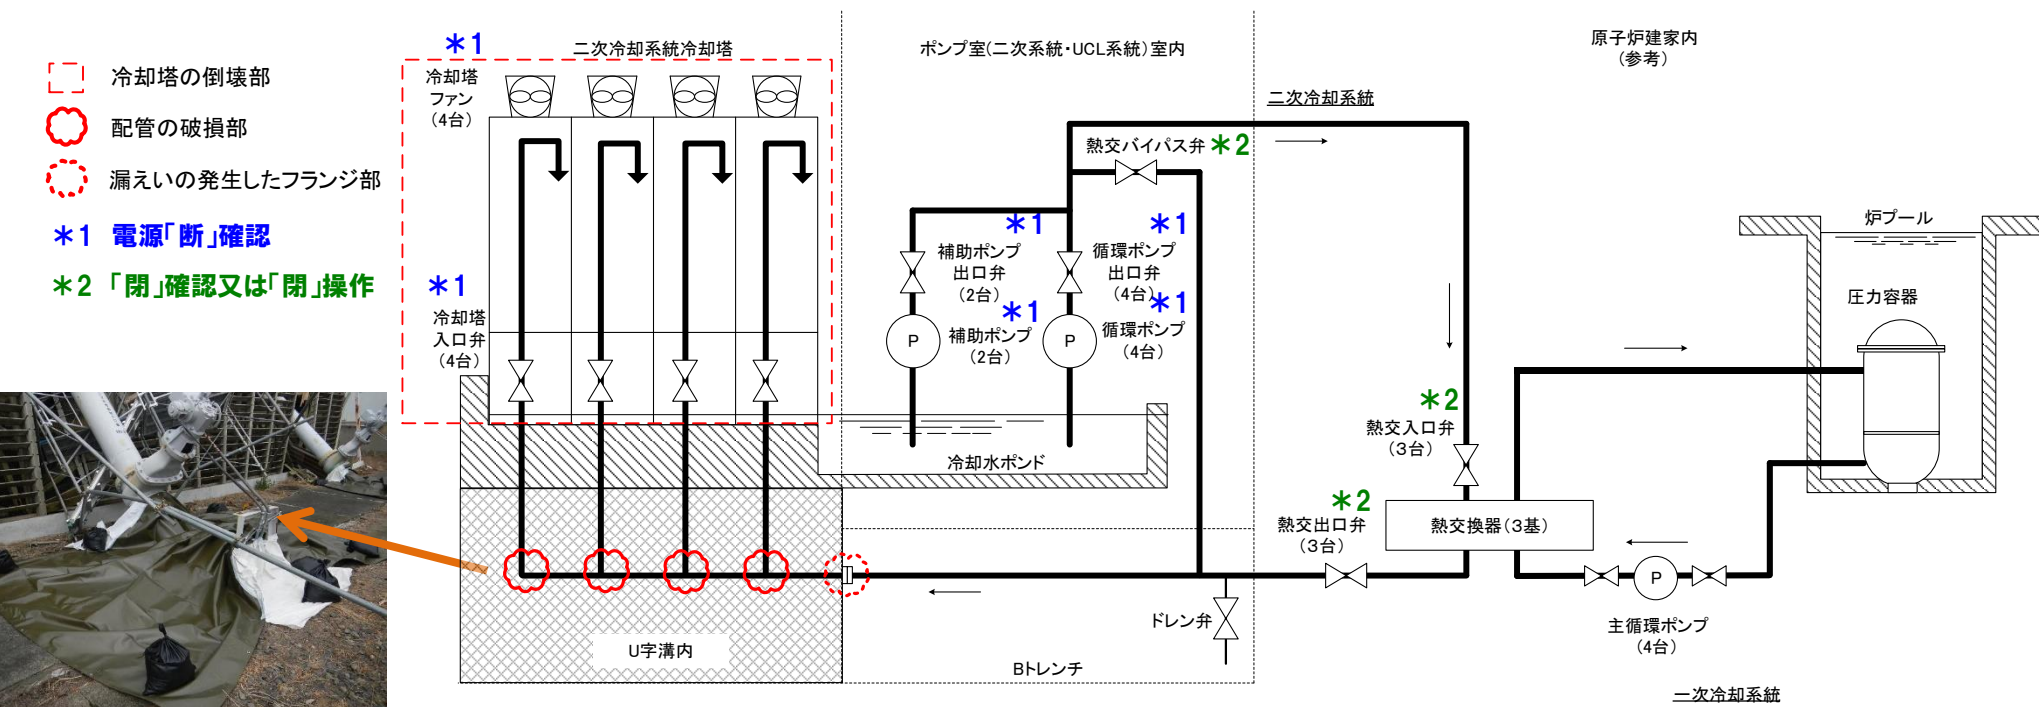 冷却塔の倒壊部
配管の破損部
漏えいの発生したフランジ部
*1 電源「断」確認
*2 「閉」確認又は「閉」操作
*1
二次冷却系統冷却塔
冷却塔
ファン
(4台)
*1
冷却塔
入口弁
(4台)
ポンプ室(二次系統・UCL系統)室内
原子炉建家内
(参考)
二次冷却系統
熱交バイパス弁 *2
*1
補助ポンプ
出口弁
(2台)
*1
循環ポンプ
出口弁
(4台)
*1
P
補助ポンプ
(2台)
*1
P
循環ポンプ
(4台)
冷却水ポンド
炉プール
圧力容器
*2
熱交入口弁
(3台)
*2
熱交出口弁
(3台)
熱交換器(3基)
P
主循環ポンプ
(4台)
ドレン弁
U字溝内
Bトレンチ
一次冷却系統